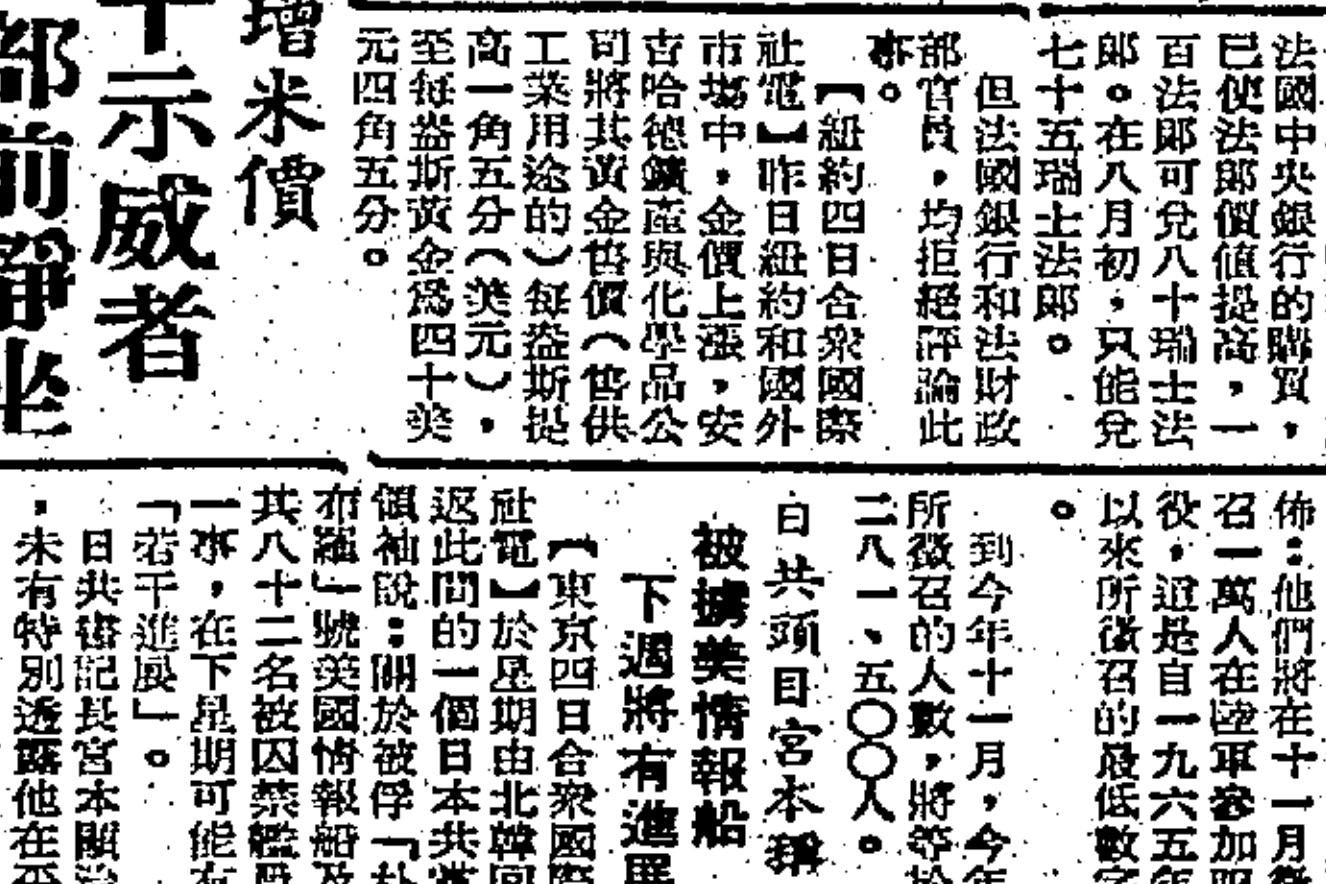 法國中央銀行的購買，
已使法郎價值提高，一
百法郎可兌八十瑞士法
郎。在八月初，只能兌
七十五瑞士法郎。
但法國銀行和法財政
部官員，均拒絕評論此
事。
【紐約四日合衆國際
社電】昨日紐約和國外
市塲中，金價上漲，安
吉哈德鑛產與化學品公
司將其黃金售價（售供
工業用途的）每盎斯提
高一角五分（美元），
至每盎斯黃金爲四十美
元四角五分。
增米價
干示威者
部前靜坐
佈：他們將在十一月徵
召一萬人在陸軍參加服
役，這是自一九六五年
以來所徵召的最低數字
。
到今年十一月，今年
所徵召的人數，將等於
二八一、五〇〇人。
白共頭目宮本稱
被擄美情報船
下週將有進展
【東京四日合衆國際
社電】於星期由北韓回
返此間的一個日本共黨
領袖說：關於被俘「朴
布羅」號美國情報船及
其八十二名被囚禁艦員
一事，在下星期可能有
「若干進展」。
日共書記長宮本顯治
，未有特別透露他在平